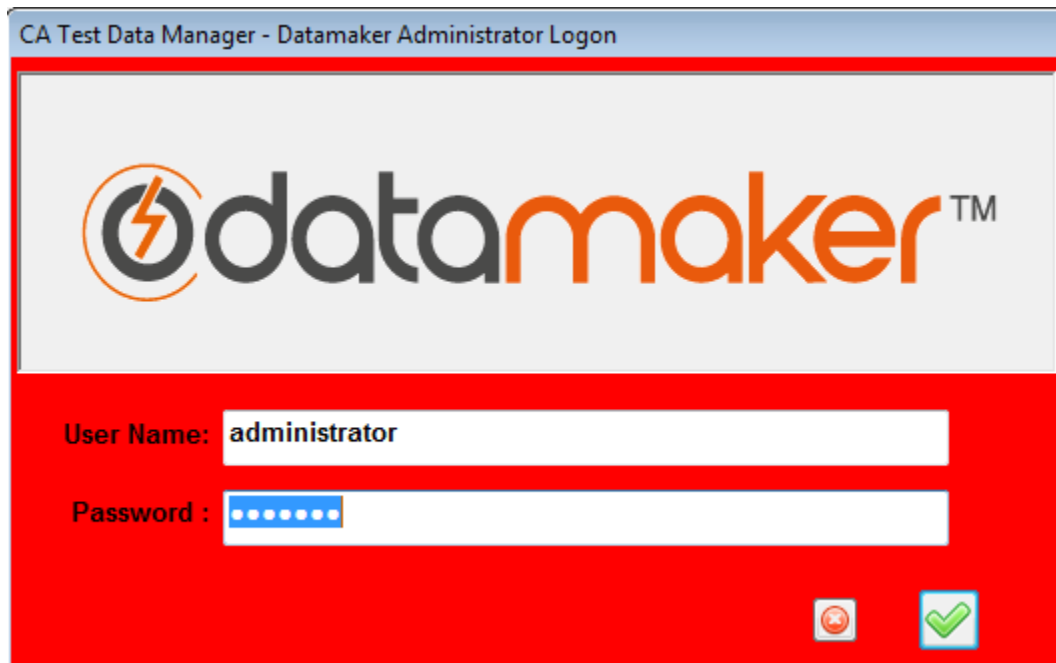 CA Test Data Manager - Datamaker Administrator Logon
datamaker™
User Name: administrator
Password : •••••••